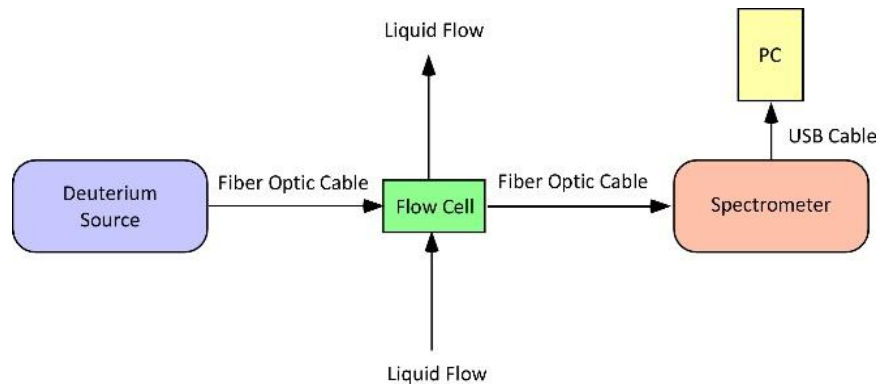 Liquid Flow
PC
USB Cable
Deuterium
Source
Fiber Optic Cable
Flow Cell
Fiber Optic Cable
Spectrometer
Liquid Flow